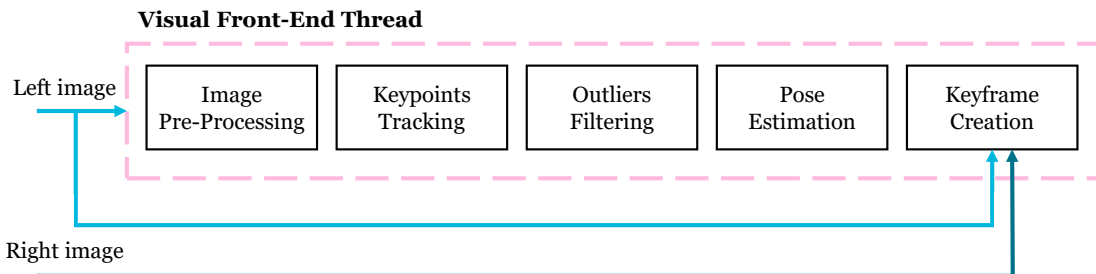 Visual Front-End Thread
Left image
Image
Pre-Processing
Keypoints
Tracking
Outliers
Filtering
Pose
Estimation
Keyframe
Creation
Right image